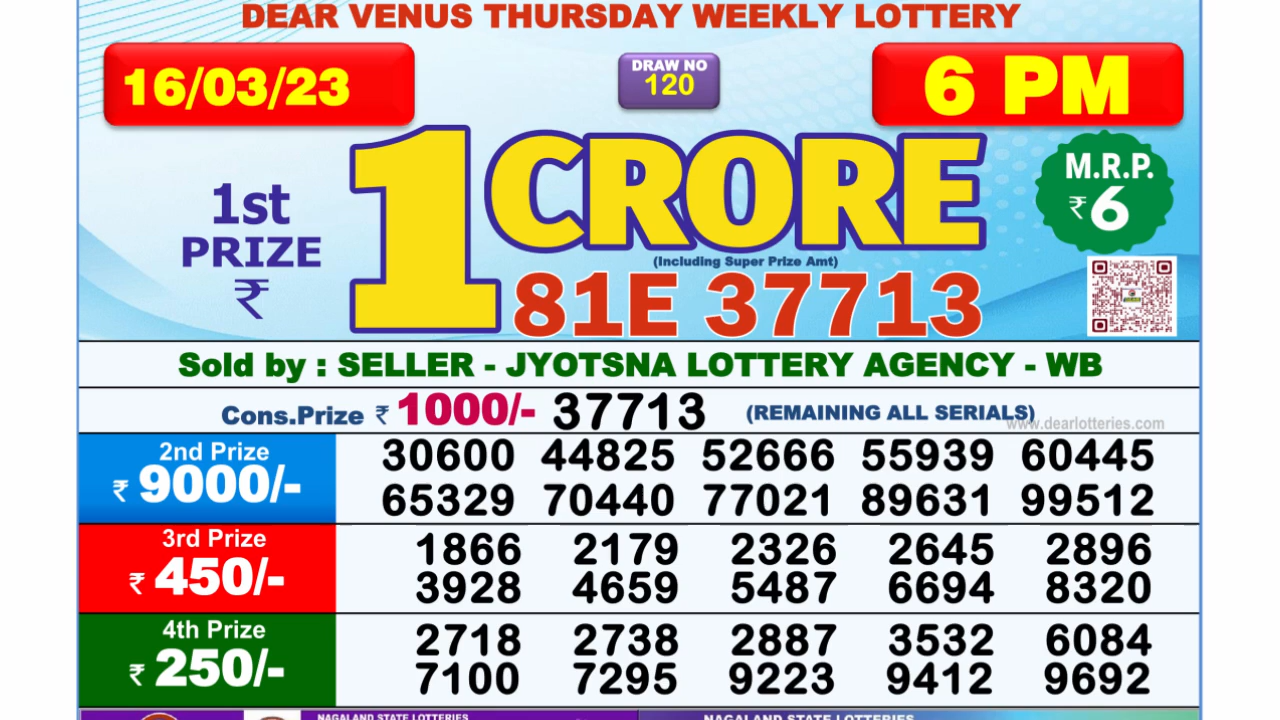 DEAR VENUS THURSDAY WEEKLY LOTTERY
16/03/23
DRAW NO
120
6 PM
1st
PRIZE
₹
1 CRORE
(Including Super Prize Amt)
81E 37713
M.R.P.
₹6
Sold by : SELLER - JYOTSNA LOTTERY AGENCY - WB
Cons.Prize ₹ 1000/- 37713 (REMAINING ALL SERIALS)
www.dearlotteries.com
2nd Prize
₹ 9000/-
30600 44825 52666 55939 60445
65329 70440 77021 89631 99512
3rd Prize
₹ 450/-
1866 2179 2326 2645 2896
3928 4659 5487 6694 8320
4th Prize
₹ 250/-
2718 2738 2887 3532 6084
7100 7295 9223 9412 9692
NAGALAND STATE LOTTERIES NAGALAND STATE LOTTERIES